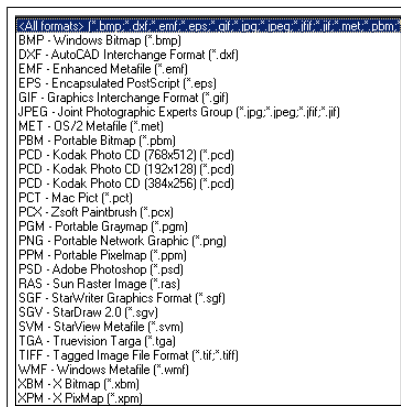 <All formats> (*.bmp;*.dxf;*.emf;*.eps;*.gif;*.jpg;*.jpeg;*.jfif;*.jif;*.met;*.pbm;*
BMP - Windows Bitmap (*.bmp)
DXF - AutoCAD Interchange Format (*.dxf)
EMF - Enhanced Metafile (*.emf)
EPS - Encapsulated PostScript (*.eps)
GIF - Graphics Interchange Format (*.gif)
JPEG - Joint Photographic Experts Group (*.jpg;*.jpeg;*.jfif;*.jif)
MET - OS/2 Metafile (*.met)
PBM - Portable Bitmap (*.pbm)
PCD - Kodak Photo CD (768x512) (*.pcd)
PCD - Kodak Photo CD (192x128) (*.pcd)
PCD - Kodak Photo CD (384x256) (*.pcd)
PCT - Mac Pict (*.pct)
PCX - Zsoft Paintbrush (*.pcx)
PGM - Portable Graymap (*.pgm)
PNG - Portable Network Graphic (*.png)
PPM - Portable Pixelmap (*.ppm)
PSD - Adobe Photoshop (*.psd)
RAS - Sun Raster Image (*.ras)
SGF - StarWriter Graphics Format (*.sgf)
SGV - StarDraw 2.0 (*.sgv)
SVM - StarView Metafile (*.svm)
TGA - Truevision Targa (*.tga)
TIFF - Tagged Image File Format (*.tif;*.tiff)
WMF - Windows Metafile (*.wmf)
XBM - X Bitmap (*.xbm)
XPM - X PixMap (*.xpm)